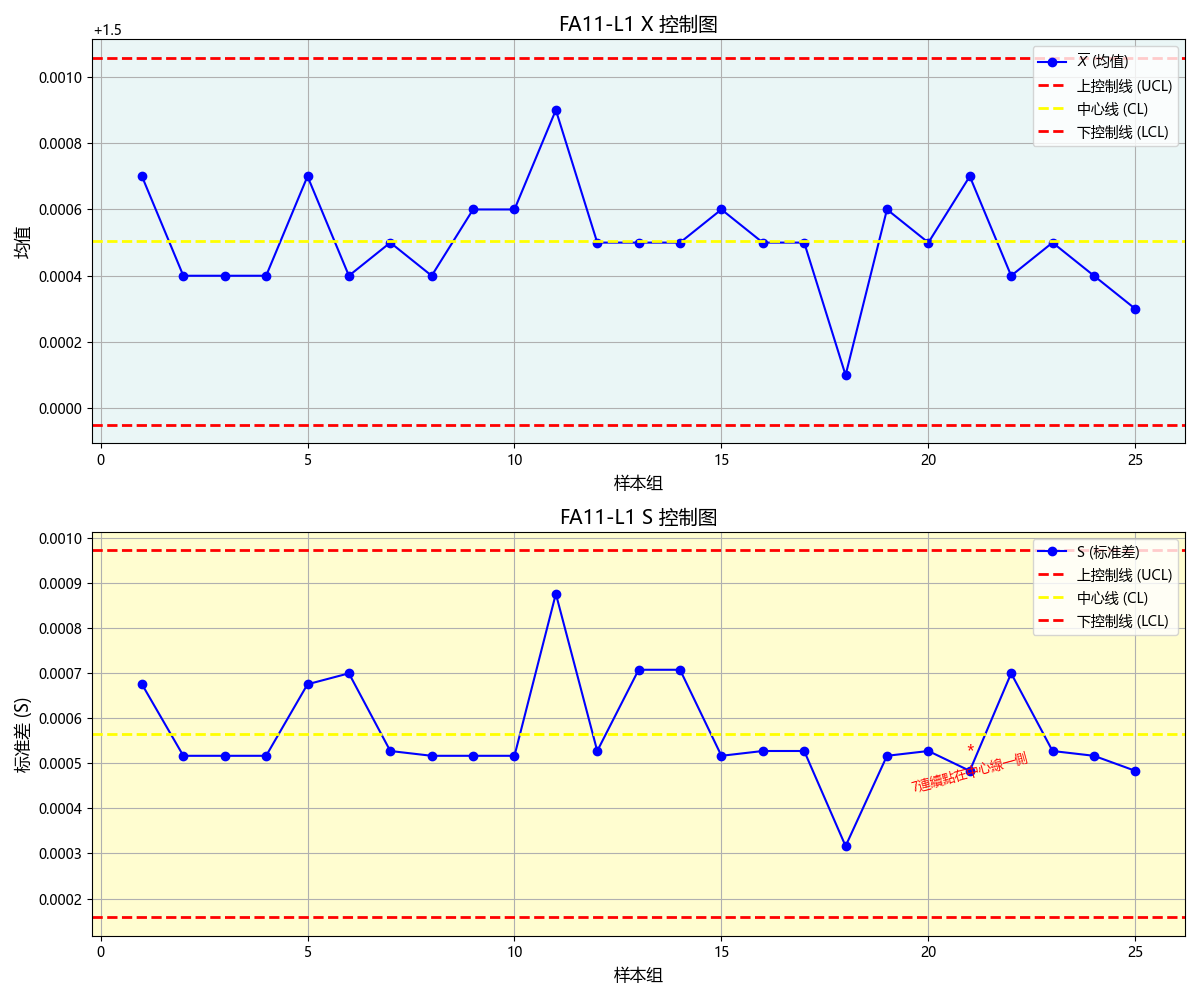 FA11-L1 X 控制图
+1.5
X (均值)
上控制线 (UCL)
中心线 (CL)
下控制线 (LCL)
均值
0.0010
0.0008
0.0006
0.0004
0.0002
0.0000
0 5 10 15 20 25
样本组
FA11-L1 S 控制图
S (标准差)
上控制线 (UCL)
中心线 (CL)
下控制线 (LCL)
标准差 (S)
0.0010
0.0009
0.0008
0.0007
0.0006
0.0005
0.0004
0.0003
0.0002
*
7連續點在中心線一側
0 5 10 15 20 25
样本组